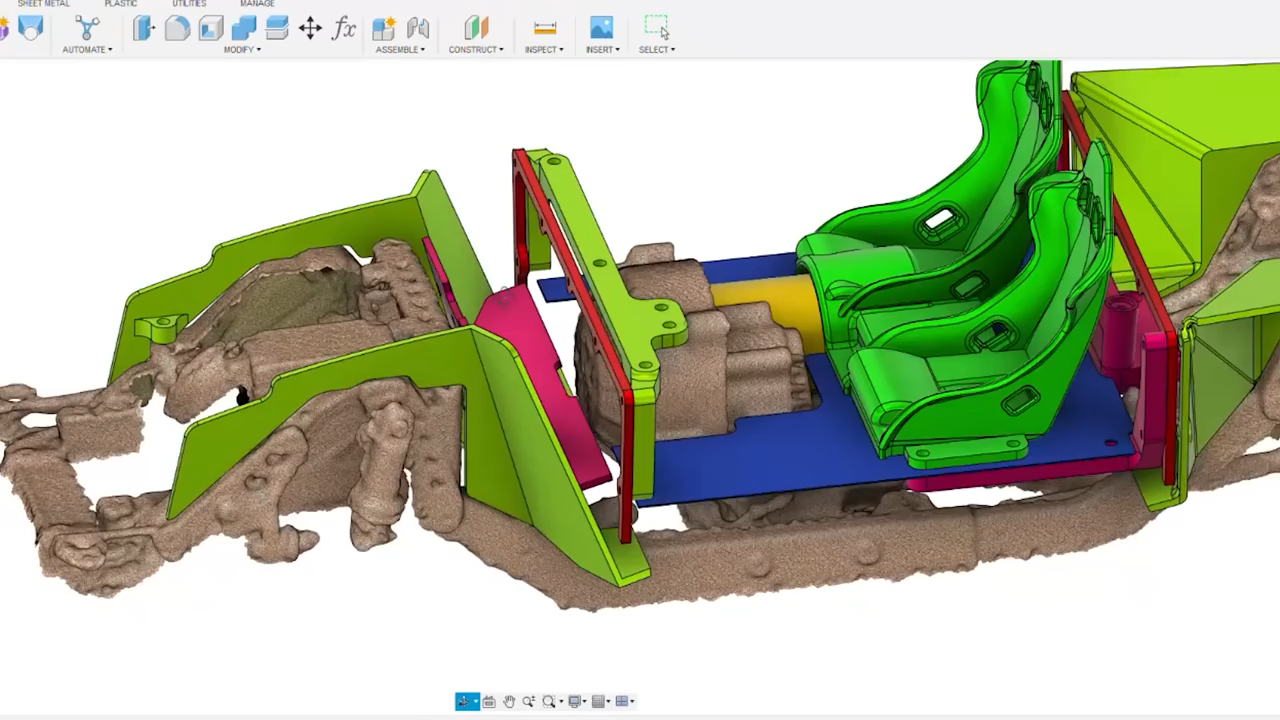 SHEET METAL PLASTIC UTILITIES MANAGE
AUTOMATE MODIFY ASSEMBLE CONSTRUCT INSPECT INSERT SELECT